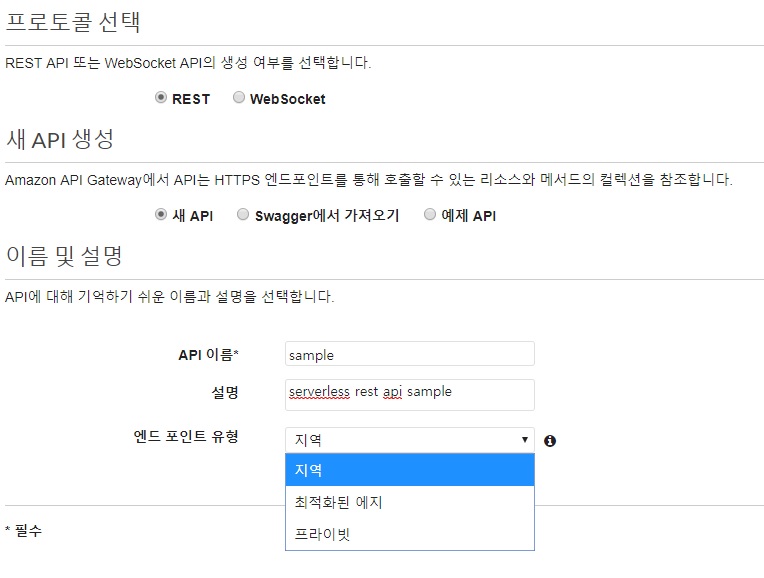 프로토콜 선택
REST API 또는 WebSocket API의 생성 여부를 선택합니다.
REST WebSocket
새 API 생성
Amazon API Gateway에서 API는 HTTPS 엔드포인트를 통해 호출할 수 있는 리소스와 메서드의 컬렉션을 참조합니다.
새 API Swagger에서 가져오기 예제 API
이름 및 설명
API에 대해 기억하기 쉬운 이름과 설명을 선택합니다.
API 이름* sample
설명 serverless rest api sample
엔드 포인트 유형 지역
지역
최적화된 에지
프라이빗
* 필수